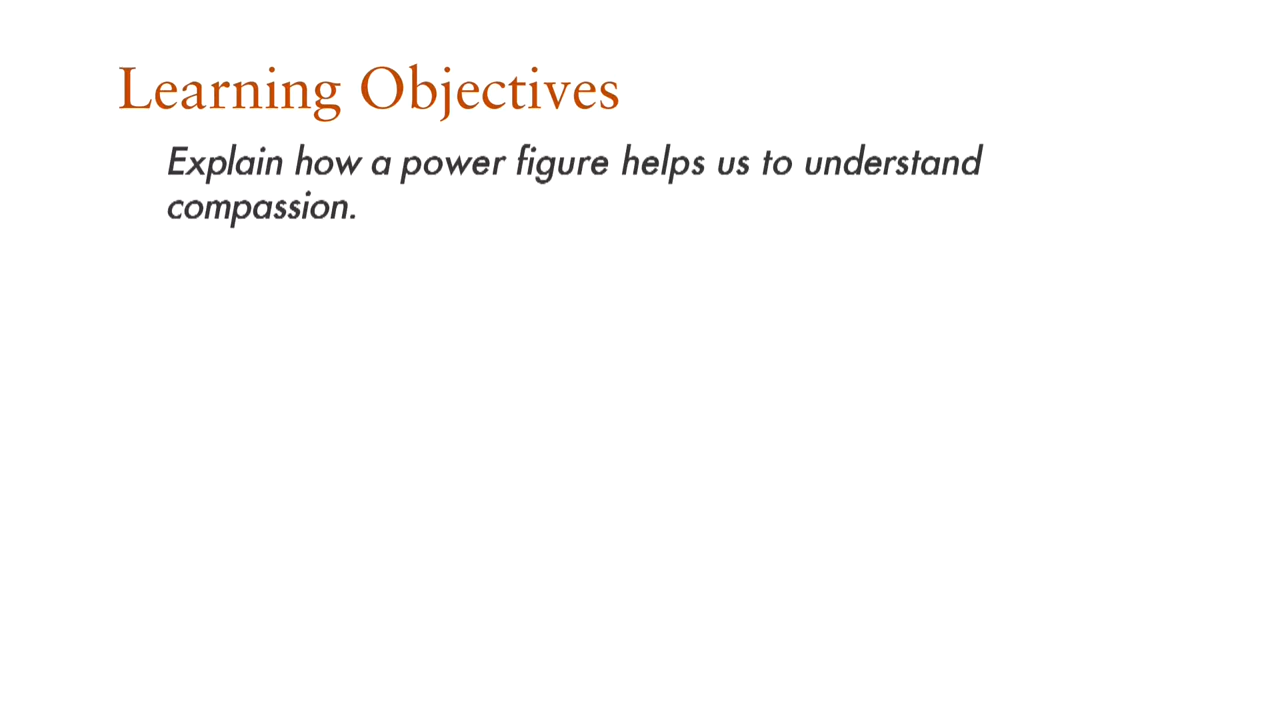 Learning Objectives
Explain how a power figure helps us to understand
compassion.